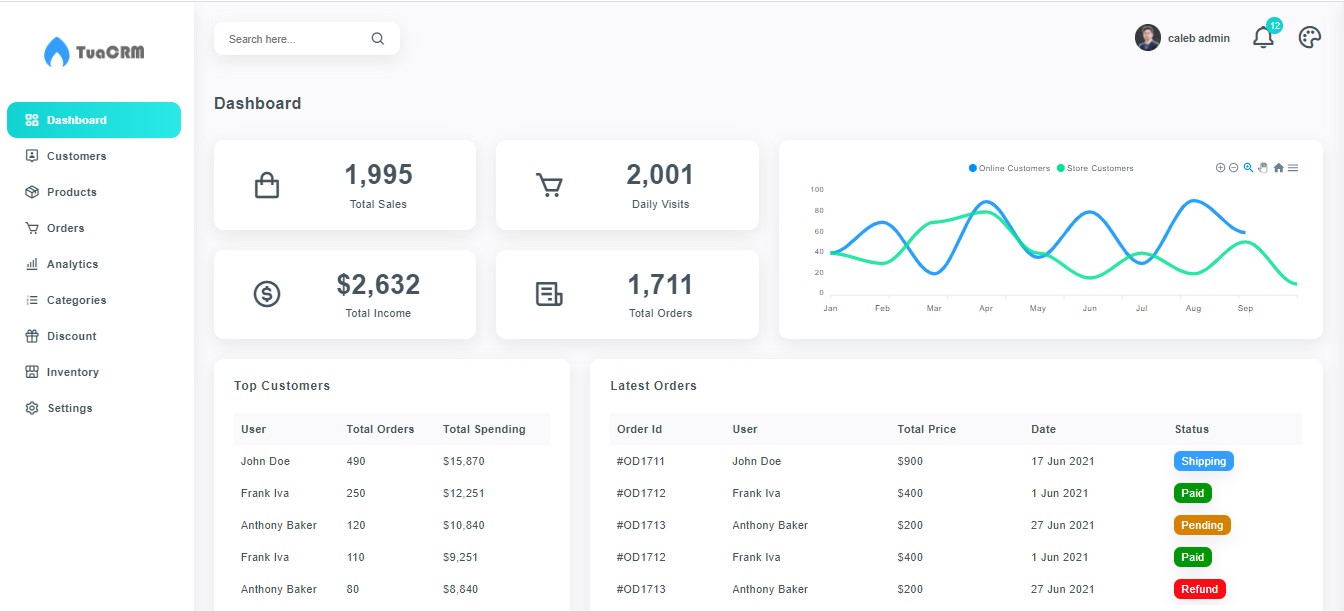 TuaCRM
Search here...
caleb admin
12
Dashboard
Customers
Products
Orders
Analytics
Categories
Discount
Inventory
Settings
Dashboard
1,995
Total Sales
2,001
Daily Visits
$2,632
Total Income
1,711
Total Orders
Online Customers Store Customers
100
80
60
40
20
0
Jan Feb Mar Apr May Jun Jul Aug Sep
Top Customers
User Total Orders Total Spending
John Doe 490 $15,870
Frank Iva 250 $12,251
Anthony Baker 120 $10,840
Frank Iva 110 $9,251
Anthony Baker 80 $8,840
Latest Orders
Order Id User Total Price Date Status
#OD1711 John Doe $900 17 Jun 2021 Shipping
#OD1712 Frank Iva $400 1 Jun 2021 Paid
#OD1713 Anthony Baker $200 27 Jun 2021 Pending
#OD1712 Frank Iva $400 1 Jun 2021 Paid
#OD1713 Anthony Baker $200 27 Jun 2021 Refund